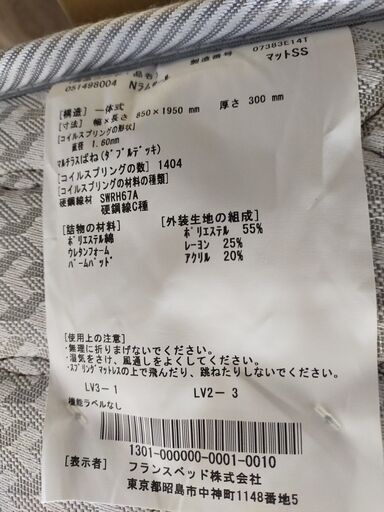 051498004
品名
Nラム
製造番号 07383E14T
マットSS
[構造] 一体式
[寸法] 幅×長さ 850×1950 mm 厚さ 300 mm
[コイルスプリングの形状]
直径 1.60mm
マルチラスばね(ダブルデッキ)
[コイルスプリングの数] 1404
[コイルスプリングの材料の種類]
硬鋼線材 SWRH67A
硬鋼線C種
[詰物の材料]
ポリエステル綿
ウレタンフォーム
パームパッド
[外装生地の組成]
ポリエステル 55%
レーヨン 25%
アクリル 20%
[使用上の注意]
・無理に折りまげないでください。
・湿気をさけ、風通しをよくしてください。
・スプリングマットレスの上で飛んだり、跳ねたりしないでください。
LV3-1 LV2-3
機能ラベルなし
1301-000000-0001-0010
[表示者] フランスベッド株式会社
東京都昭島市中神町1148番地5